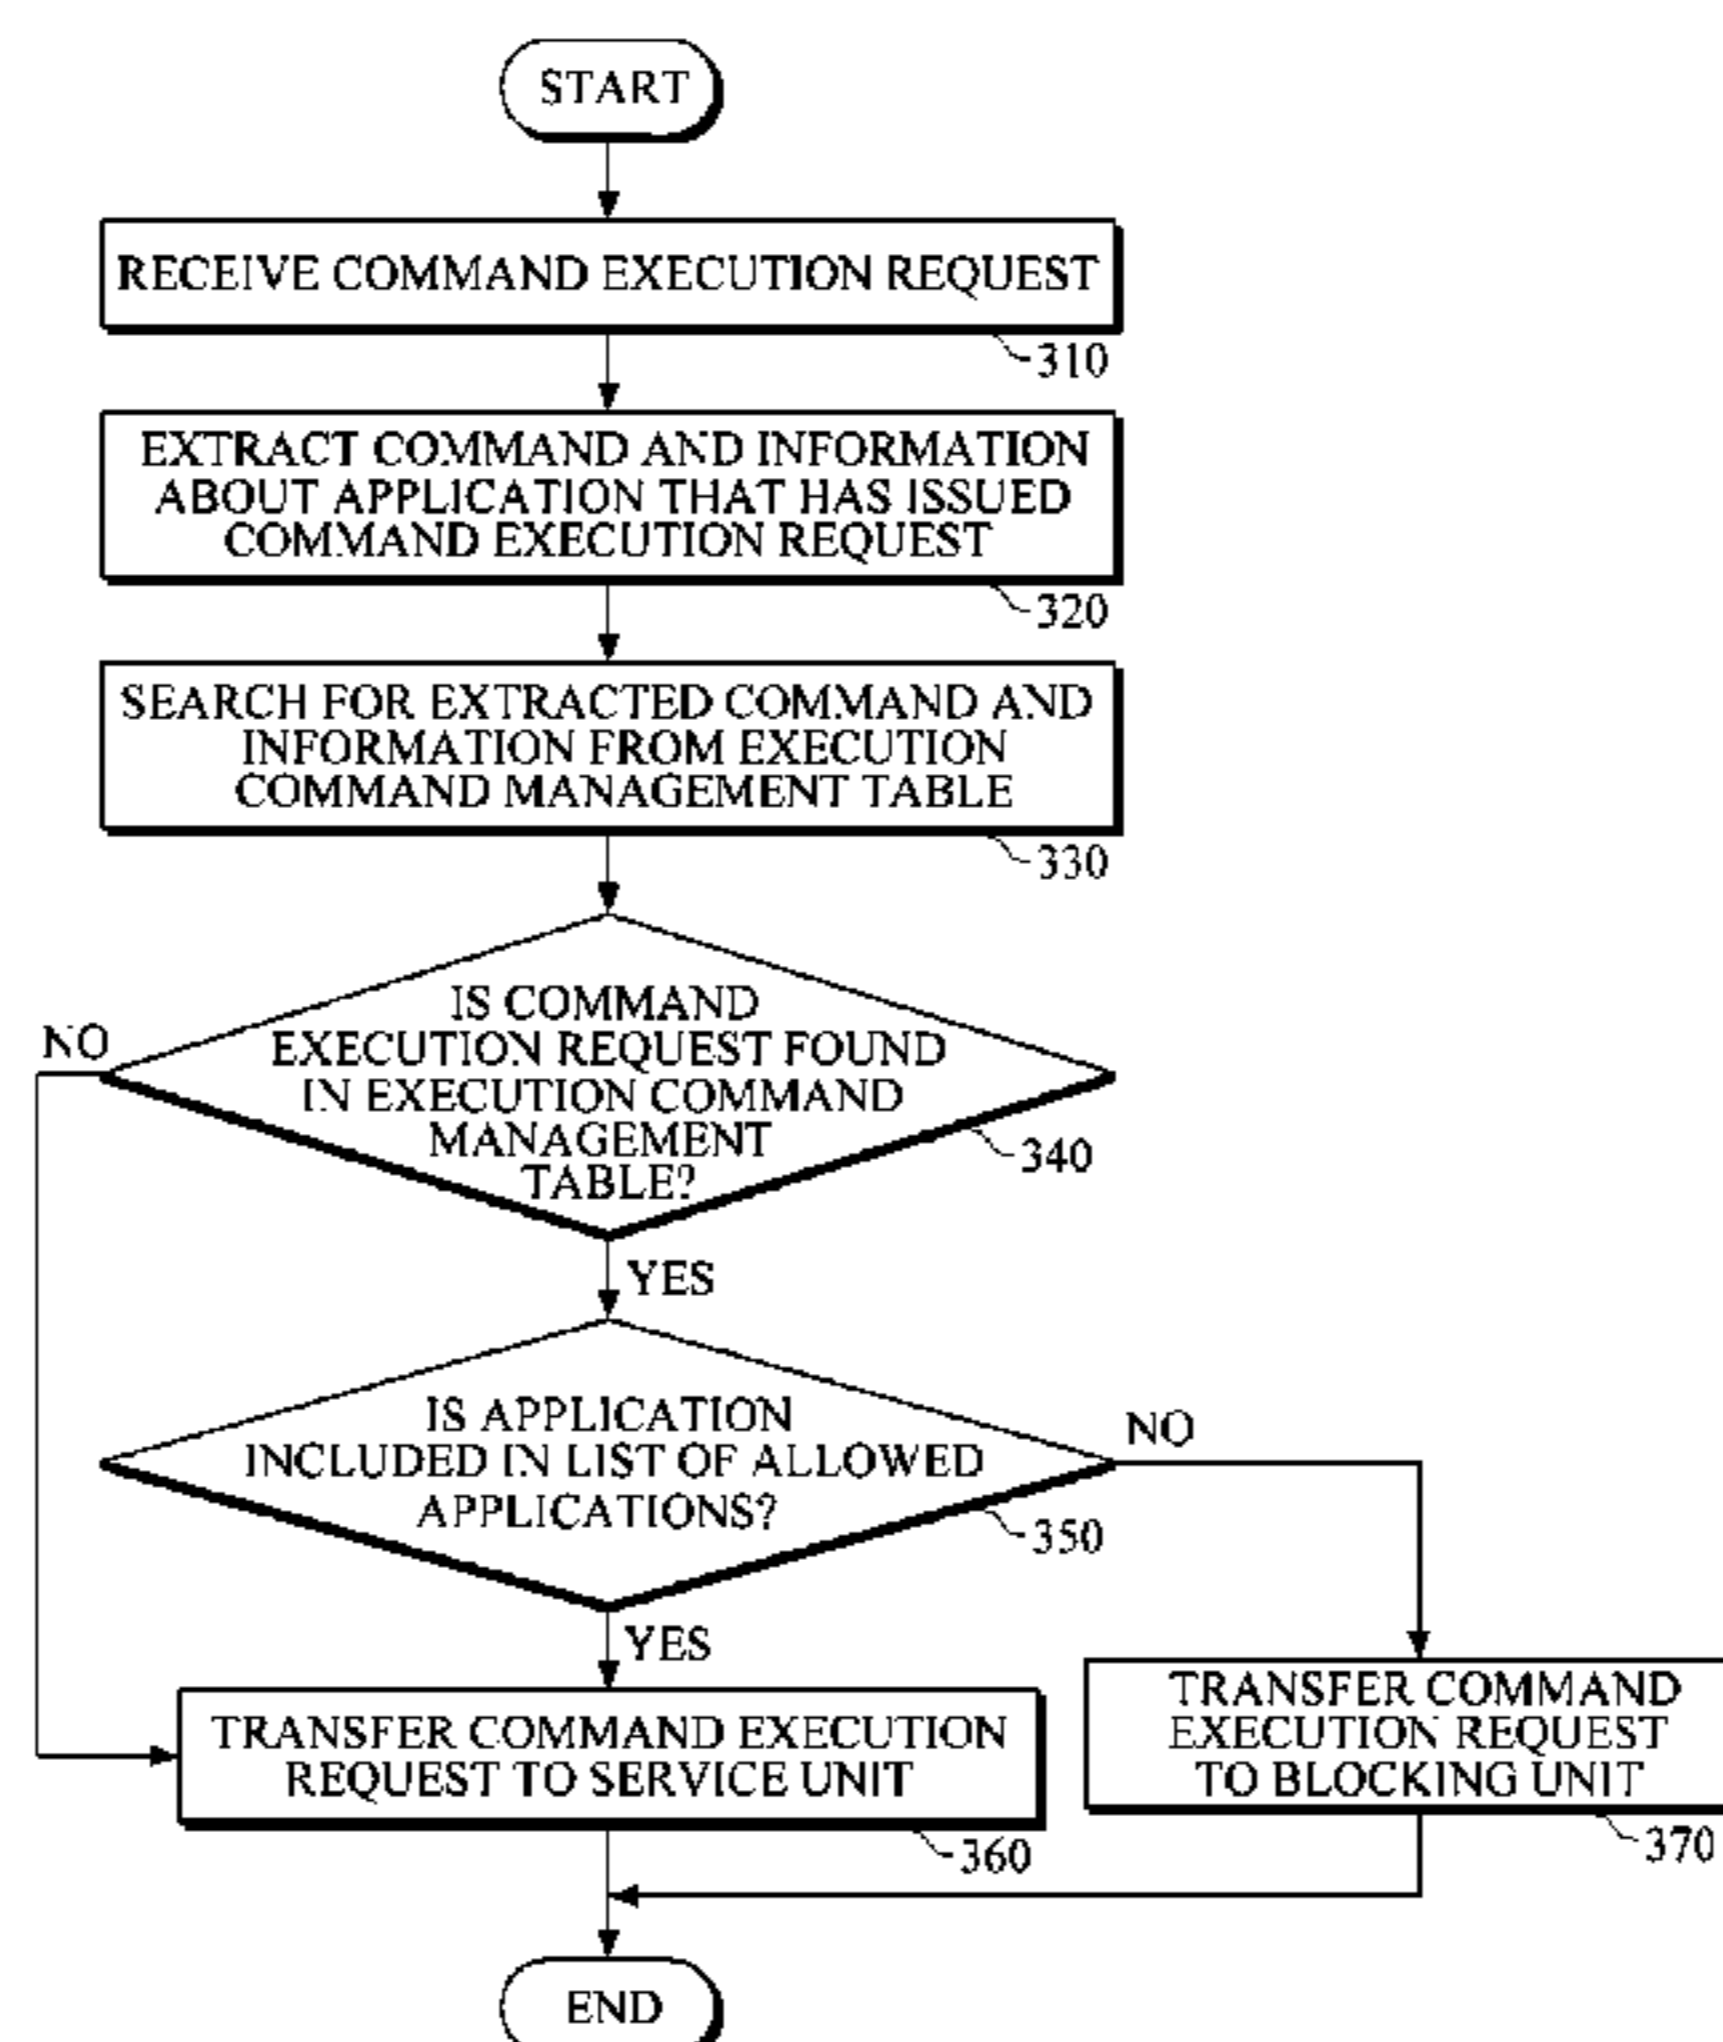 START
RECEIVE COMMAND EXECUTION REQUEST
310
EXTRACT COMMAND AND INFORMATION
ABOUT APPLICATION THAT HAS ISSUED
COMMAND EXECUTION REQUEST
320
SEARCH FOR EXTRACTED COMMAND AND
INFORMATION FROM EXECUTION
COMMAND MANAGEMENT TABLE
330
IS COMMAND
EXECUTION REQUEST FOUND
IN EXECUTION COMMAND
MANAGEMENT
TABLE?
NO
340
YES
IS APPLICATION
INCLUDED IN LIST OF ALLOWED
APPLICATIONS?
NO
350
YES
TRANSFER COMMAND EXECUTION
REQUEST TO SERVICE UNIT
360
TRANSFER COMMAND
EXECUTION REQUEST
TO BLOCKING UNIT
370
END